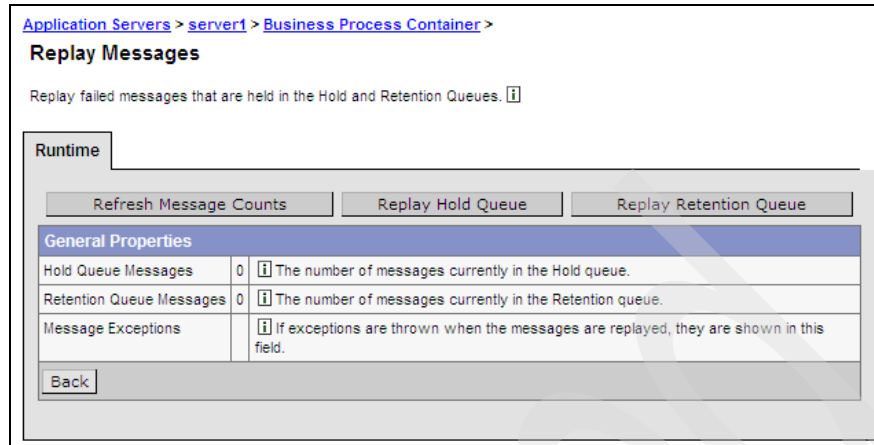 Application Servers > server1 > Business Process Container >
Replay Messages
Replay failed messages that are held in the Hold and Retention Queues. i
Runtime
Refresh Message Counts Replay Hold Queue Replay Retention Queue
General Properties
Hold Queue Messages 0 i The number of messages currently in the Hold queue.
Retention Queue Messages 0 i The number of messages currently in the Retention queue.
Message Exceptions i If exceptions are thrown when the messages are replayed, they are shown in this
field.
Back